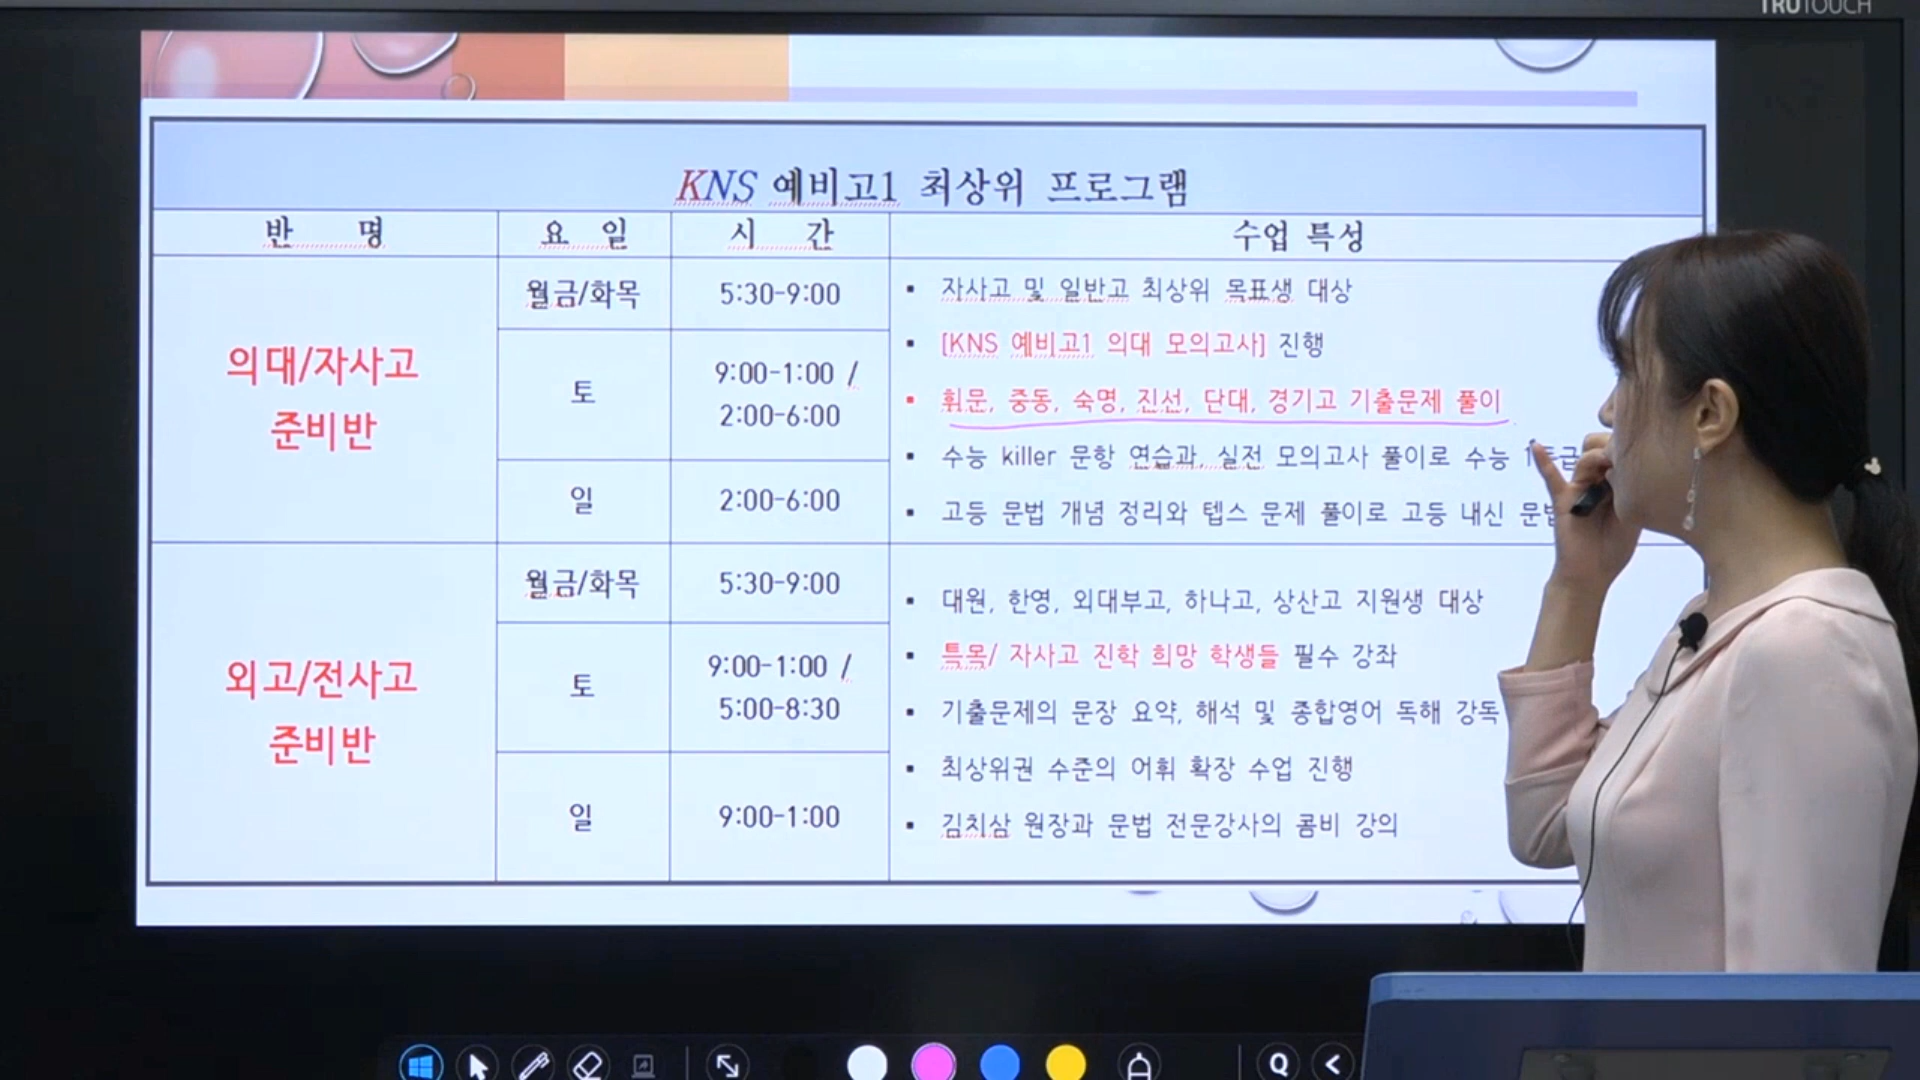 TRUTOUCH
KNS 예비고1 최상위 프로그램
반 명 요 일 시 간 수업 특성
의대/자사고
준비반
월금/화목 5:30-9:00
토 9:00-1:00 /
2:00-6:00
일 2:00-6:00
▪ 자사고 및 일반고 최상위 목표생 대상
▪ [KNS 예비고1 의대 모의고사] 진행
▪ 휘문, 중동, 숙명, 진선, 단대, 경기고 기출문제 풀이
▪ 수능 killer 문항 연습과, 실전 모의고사 풀이로 수능
▪ 고등 문법 개념 정리와 텝스 문제 풀이로 고등 내신
외고/전사고
준비반
월금/화목 5:30-9:00
토 9:00-1:00 /
5:00-8:30
일 9:00-1:00
▪ 대원, 한영, 외대부고, 하나고, 상산고 지원생 대상
▪ 특목/ 자사고 진학 희망 학생들 필수 강좌
▪ 기출문제의 문장 요약, 해석 및 종합영어 독해 강독
▪ 최상위권 수준의 어휘 확장 수업 진행
▪ 김치삼 원장과 문법 전문강사의 콤비 강의